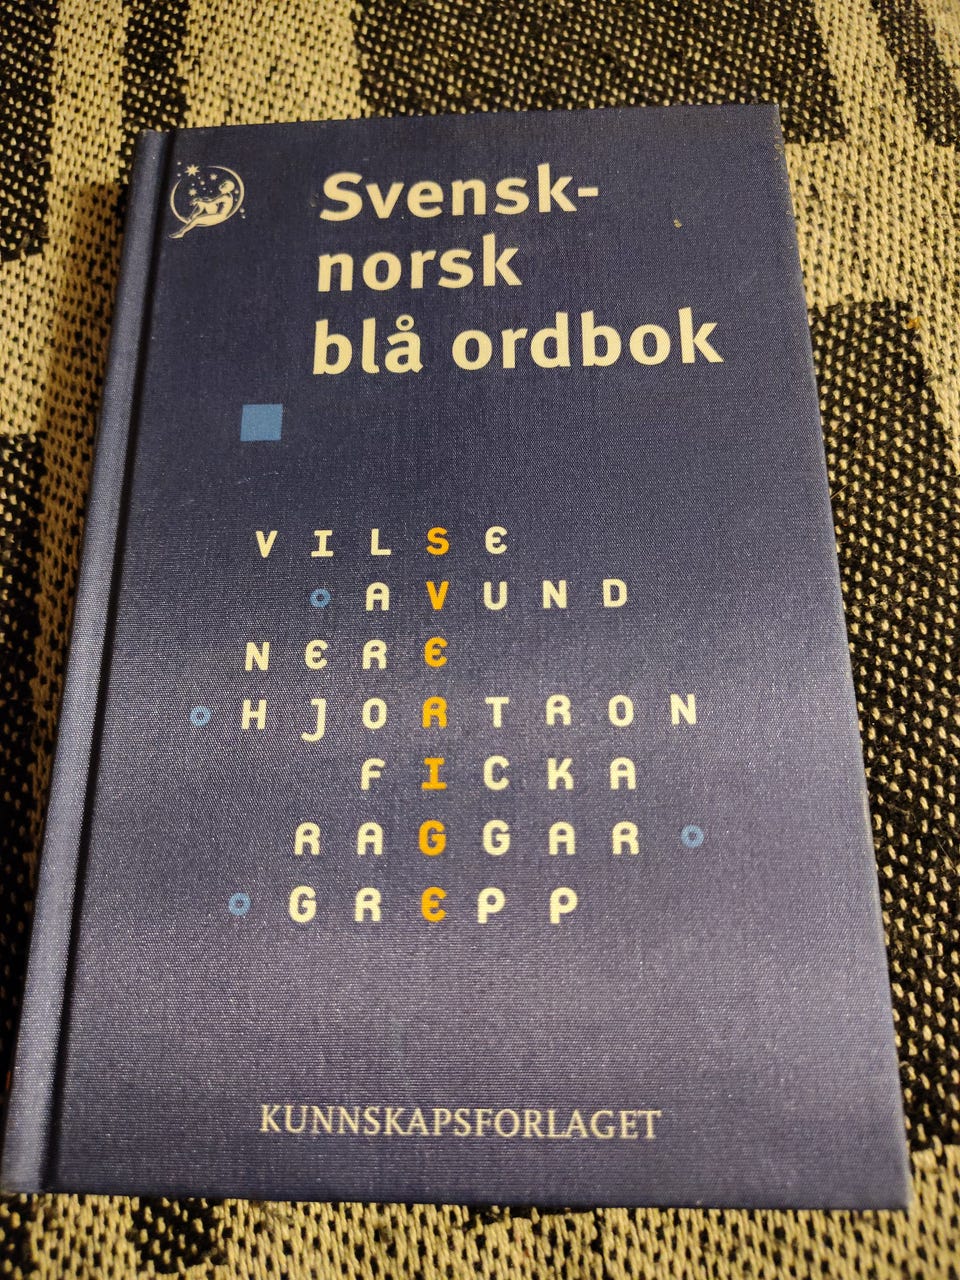 Svensk-
norsk
blå ordbok
VILSE
AVUND
NERE
HJORTRON
FICKA
RAGGAR
GREPP
KUNNSKAPSFORLAGET